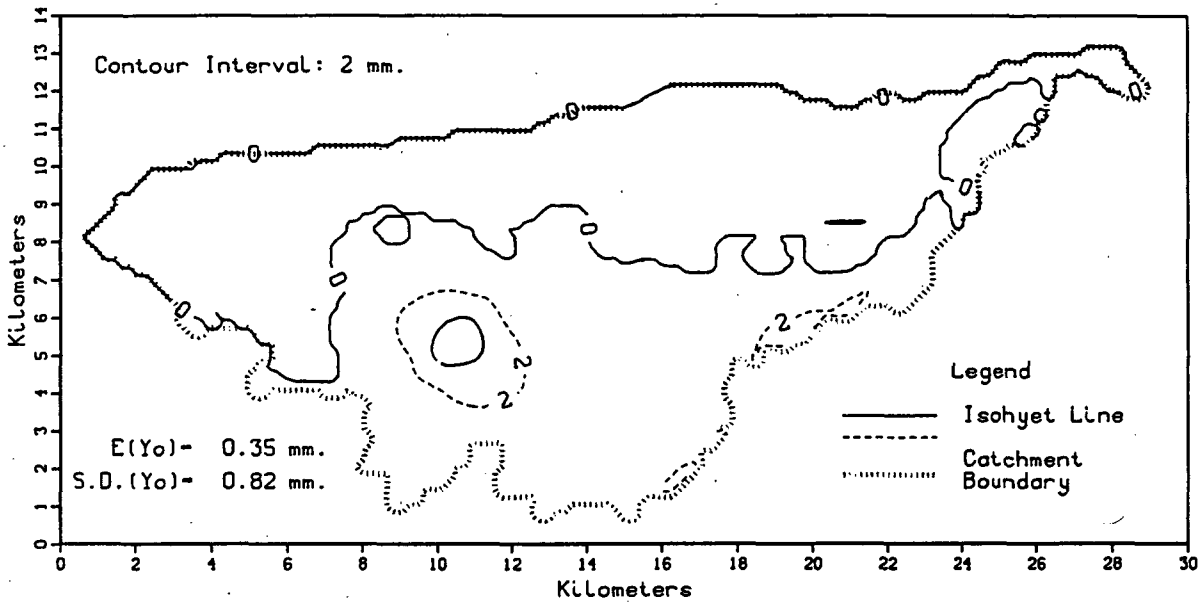 14
13
12
11
10
9
8
7
6
5
4
3
2
1
0
Kilometers
Contour Interval: 2 mm.
0
0
0
0
0
0
0
0
2
2
2
E(Yo)= 0.35 mm.
S.D.(Yo)= 0.82 mm.
Legend
Isohyet Line
Catchment
Boundary
0 2 4 6 8 10 12 14 16 18 20 22 24 26 28 30
Kilometers